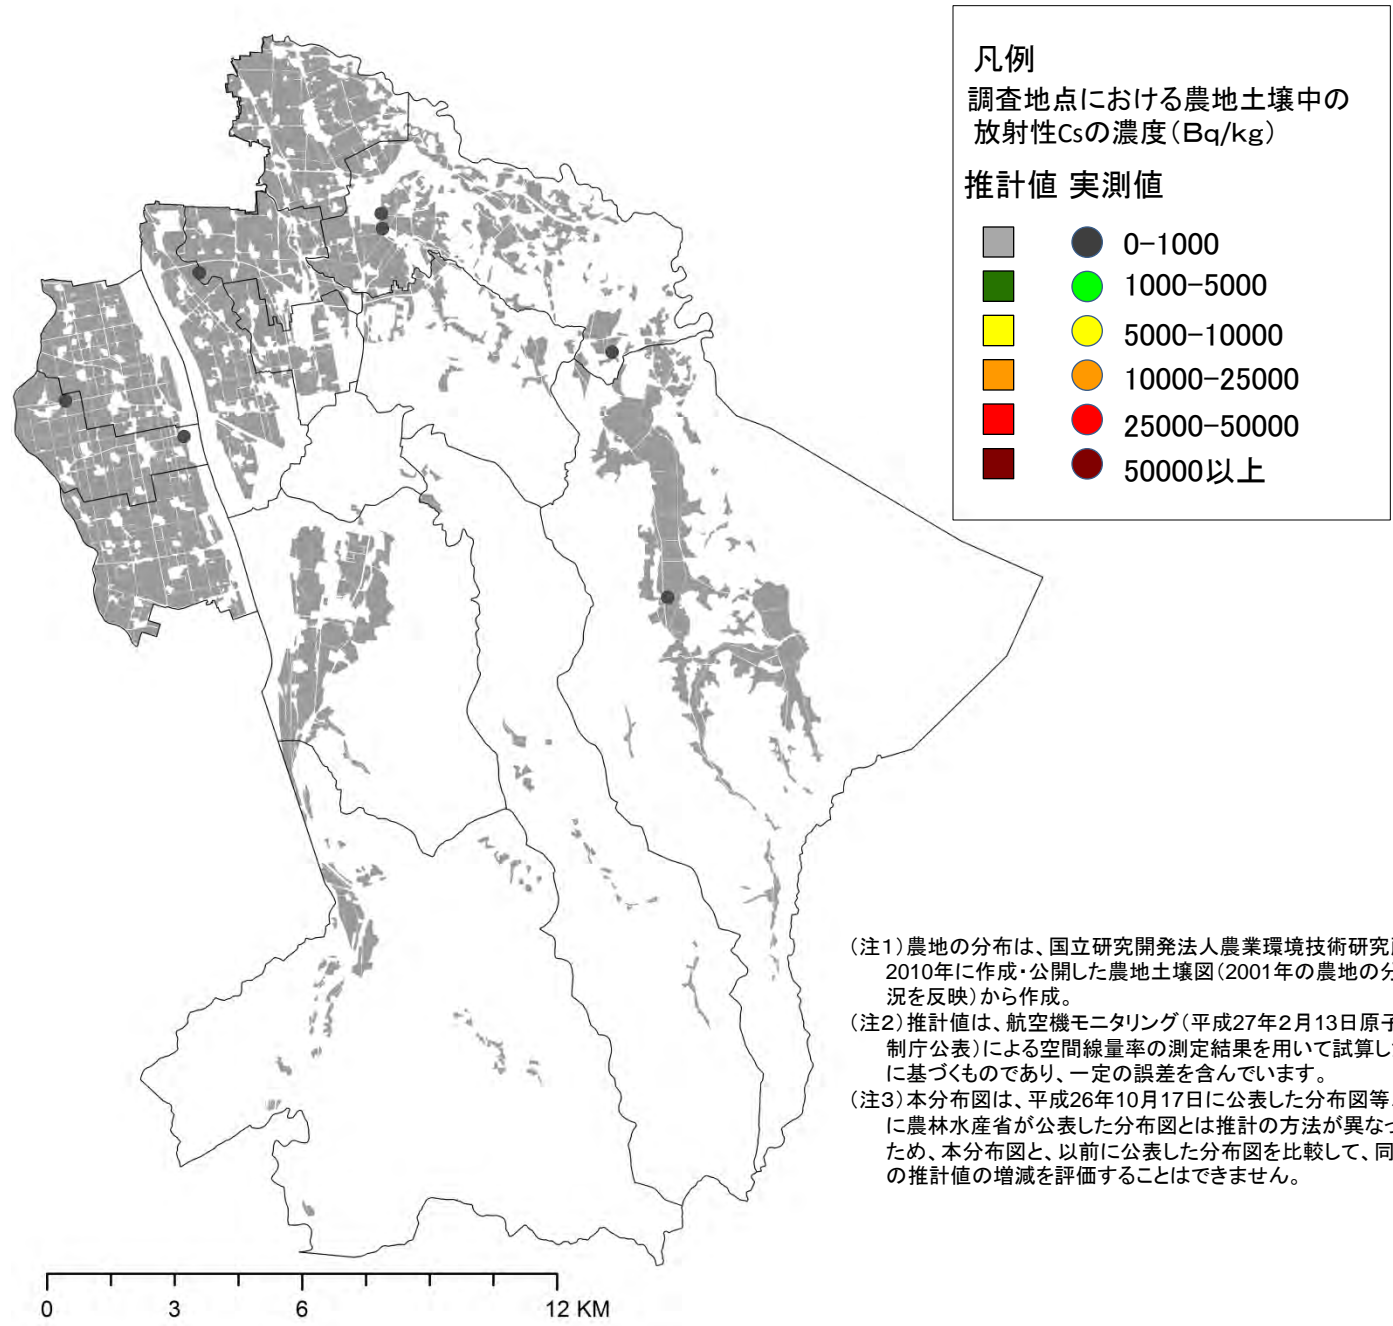 凡例
調査地点における農地土壌中の
放射性Csの濃度(Bq/kg)
推計値 実測値
0-1000
1000-5000
5000-10000
10000-25000
25000-50000
50000以上
(注1)農地の分布は、国立研究開発法人農業環境技術研究
2010年に作成・公開した農地土壌図(2001年の農地の分
況を反映)から作成。
(注2)推計値は、航空機モニタリング(平成27年2月13日原子
制庁公表)による空間線量率の測定結果を用いて試算し
に基づくものであり、一定の誤差を含んでいます。
(注3)本分布図は、平成26年10月17日に公表した分布図等
に農林水産省が公表した分布図とは推計の方法が異な
ため、本分布図と、以前に公表した分布図を比較して、同
の推計値の増減を評価することはできません。
0 3 6 12 KM